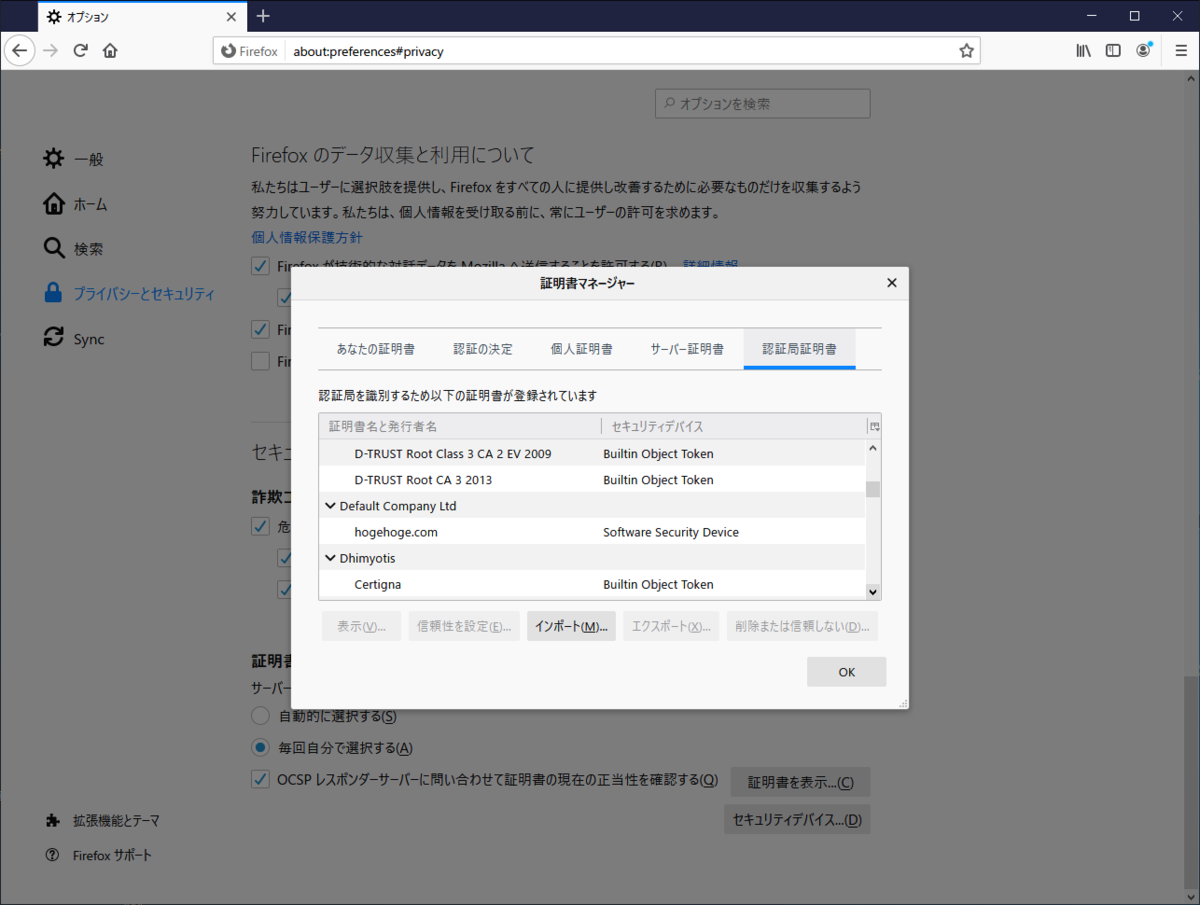 オプション
Firefox
about:preferences#privacy
オプションを検索
一般
ホーム
検索
プライバシーとセキュリティ
Sync
拡張機能とテーマ
Firefox サポート
Firefox のデータ収集と利用について
私たちはユーザーに選択肢を提供し、Firefox をすべての人に提供し改善するために必要なものだけを収集するよう
努力しています。私たちは、個人情報を受け取る前に、常にユーザーの許可を求めます。
個人情報保護方針
Firefox が技術的な対話データを Mozilla へ送信することを許可する(R) 詳細情報
証明書マネージャー
あなたの証明書
認証の決定
個人証明書
サーバー証明書
認証局証明書
認証局を識別するため以下の証明書が登録されています
証明書名と発行者名
セキュリティデバイス
D-TRUST Root Class 3 CA 2 EV 2009 Builtin Object Token
D-TRUST Root CA 3 2013 Builtin Object Token
Default Company Ltd
hogehoge.com Software Security Device
Dhimyotis
Certigna Builtin Object Token
表示(V)...
信頼性を設定(E)...
インポート(M)...
エクスポート(X)...
削除または信頼しない(D)...
OK
自動的に選択する(S)
毎回自分で選択する(A)
OCSP レスポンダーサーバーに問い合わせて証明書の現在の正当性を確認する(Q)
証明書を表示...(C)
セキュリティデバイス...(D)